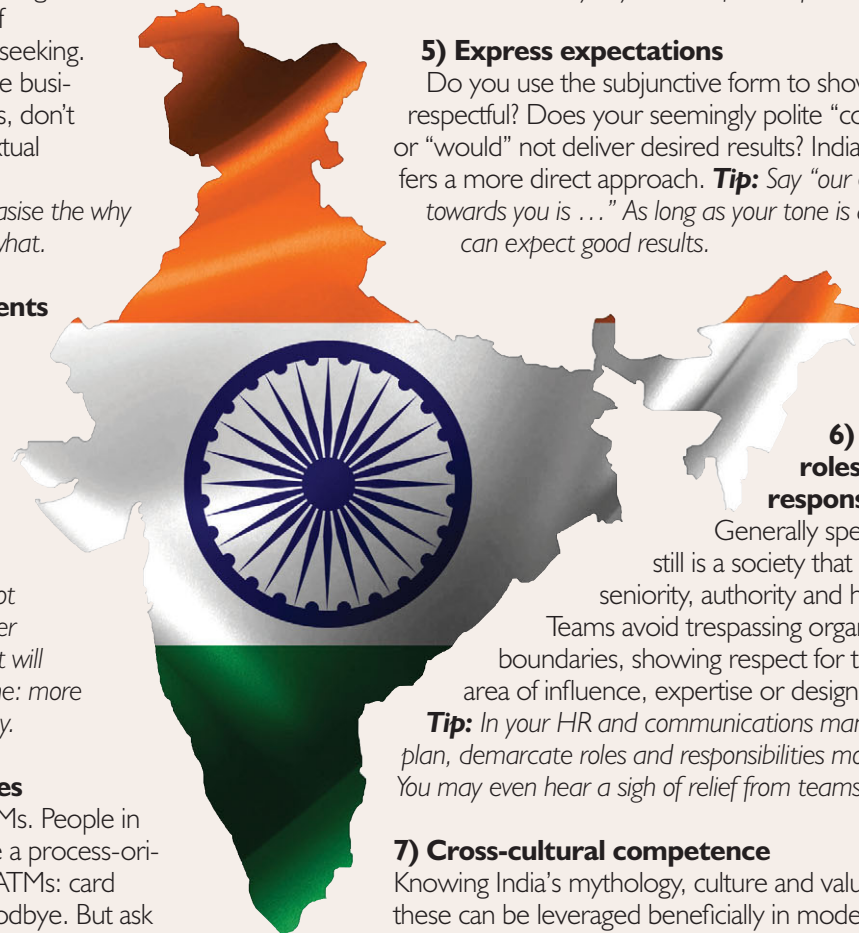 f
seeking.
e busi-
s, don't
tual
asise the why
what.
ents
ot
er
t will
ne: more
y.
es
Ms. People in
e a process-ori-
ATMs: card
odbye. But ask
5) Express expectations
Do you use the subjunctive form to show
respectful? Does your seemingly polite “co
or “would” not deliver desired results? India
fers a more direct approach. Tip: Say “our
towards you is …” As long as your tone is
can expect good results.
6)
roles
respons
Generally spe
still is a society that
seniority, authority and h
Teams avoid trespassing orga
boundaries, showing respect for t
area of influence, expertise or design
Tip: In your HR and communications ma
plan, demarcate roles and responsibilities
You may even hear a sigh of relief from teams
7) Cross-cultural competence
Knowing India’s mythology, culture and valu
these can be leveraged beneficially in mode